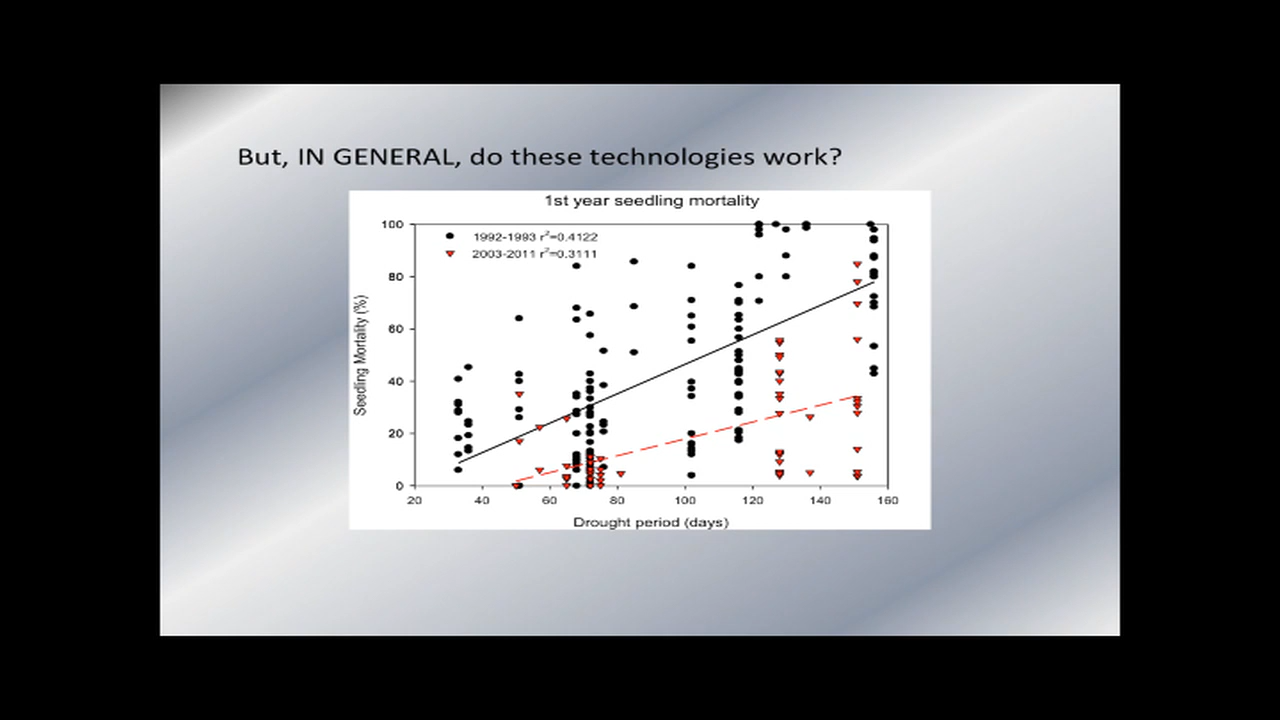 But, IN GENERAL, do these technologies work?
1st year seedling mortality
1992-1993 r²=0.4122
2003-2011 r²=0.3111
Seedling Mortality (%)
100
80
60
40
20
0
20 40 60 80 100 120 140 160
Drought period (days)